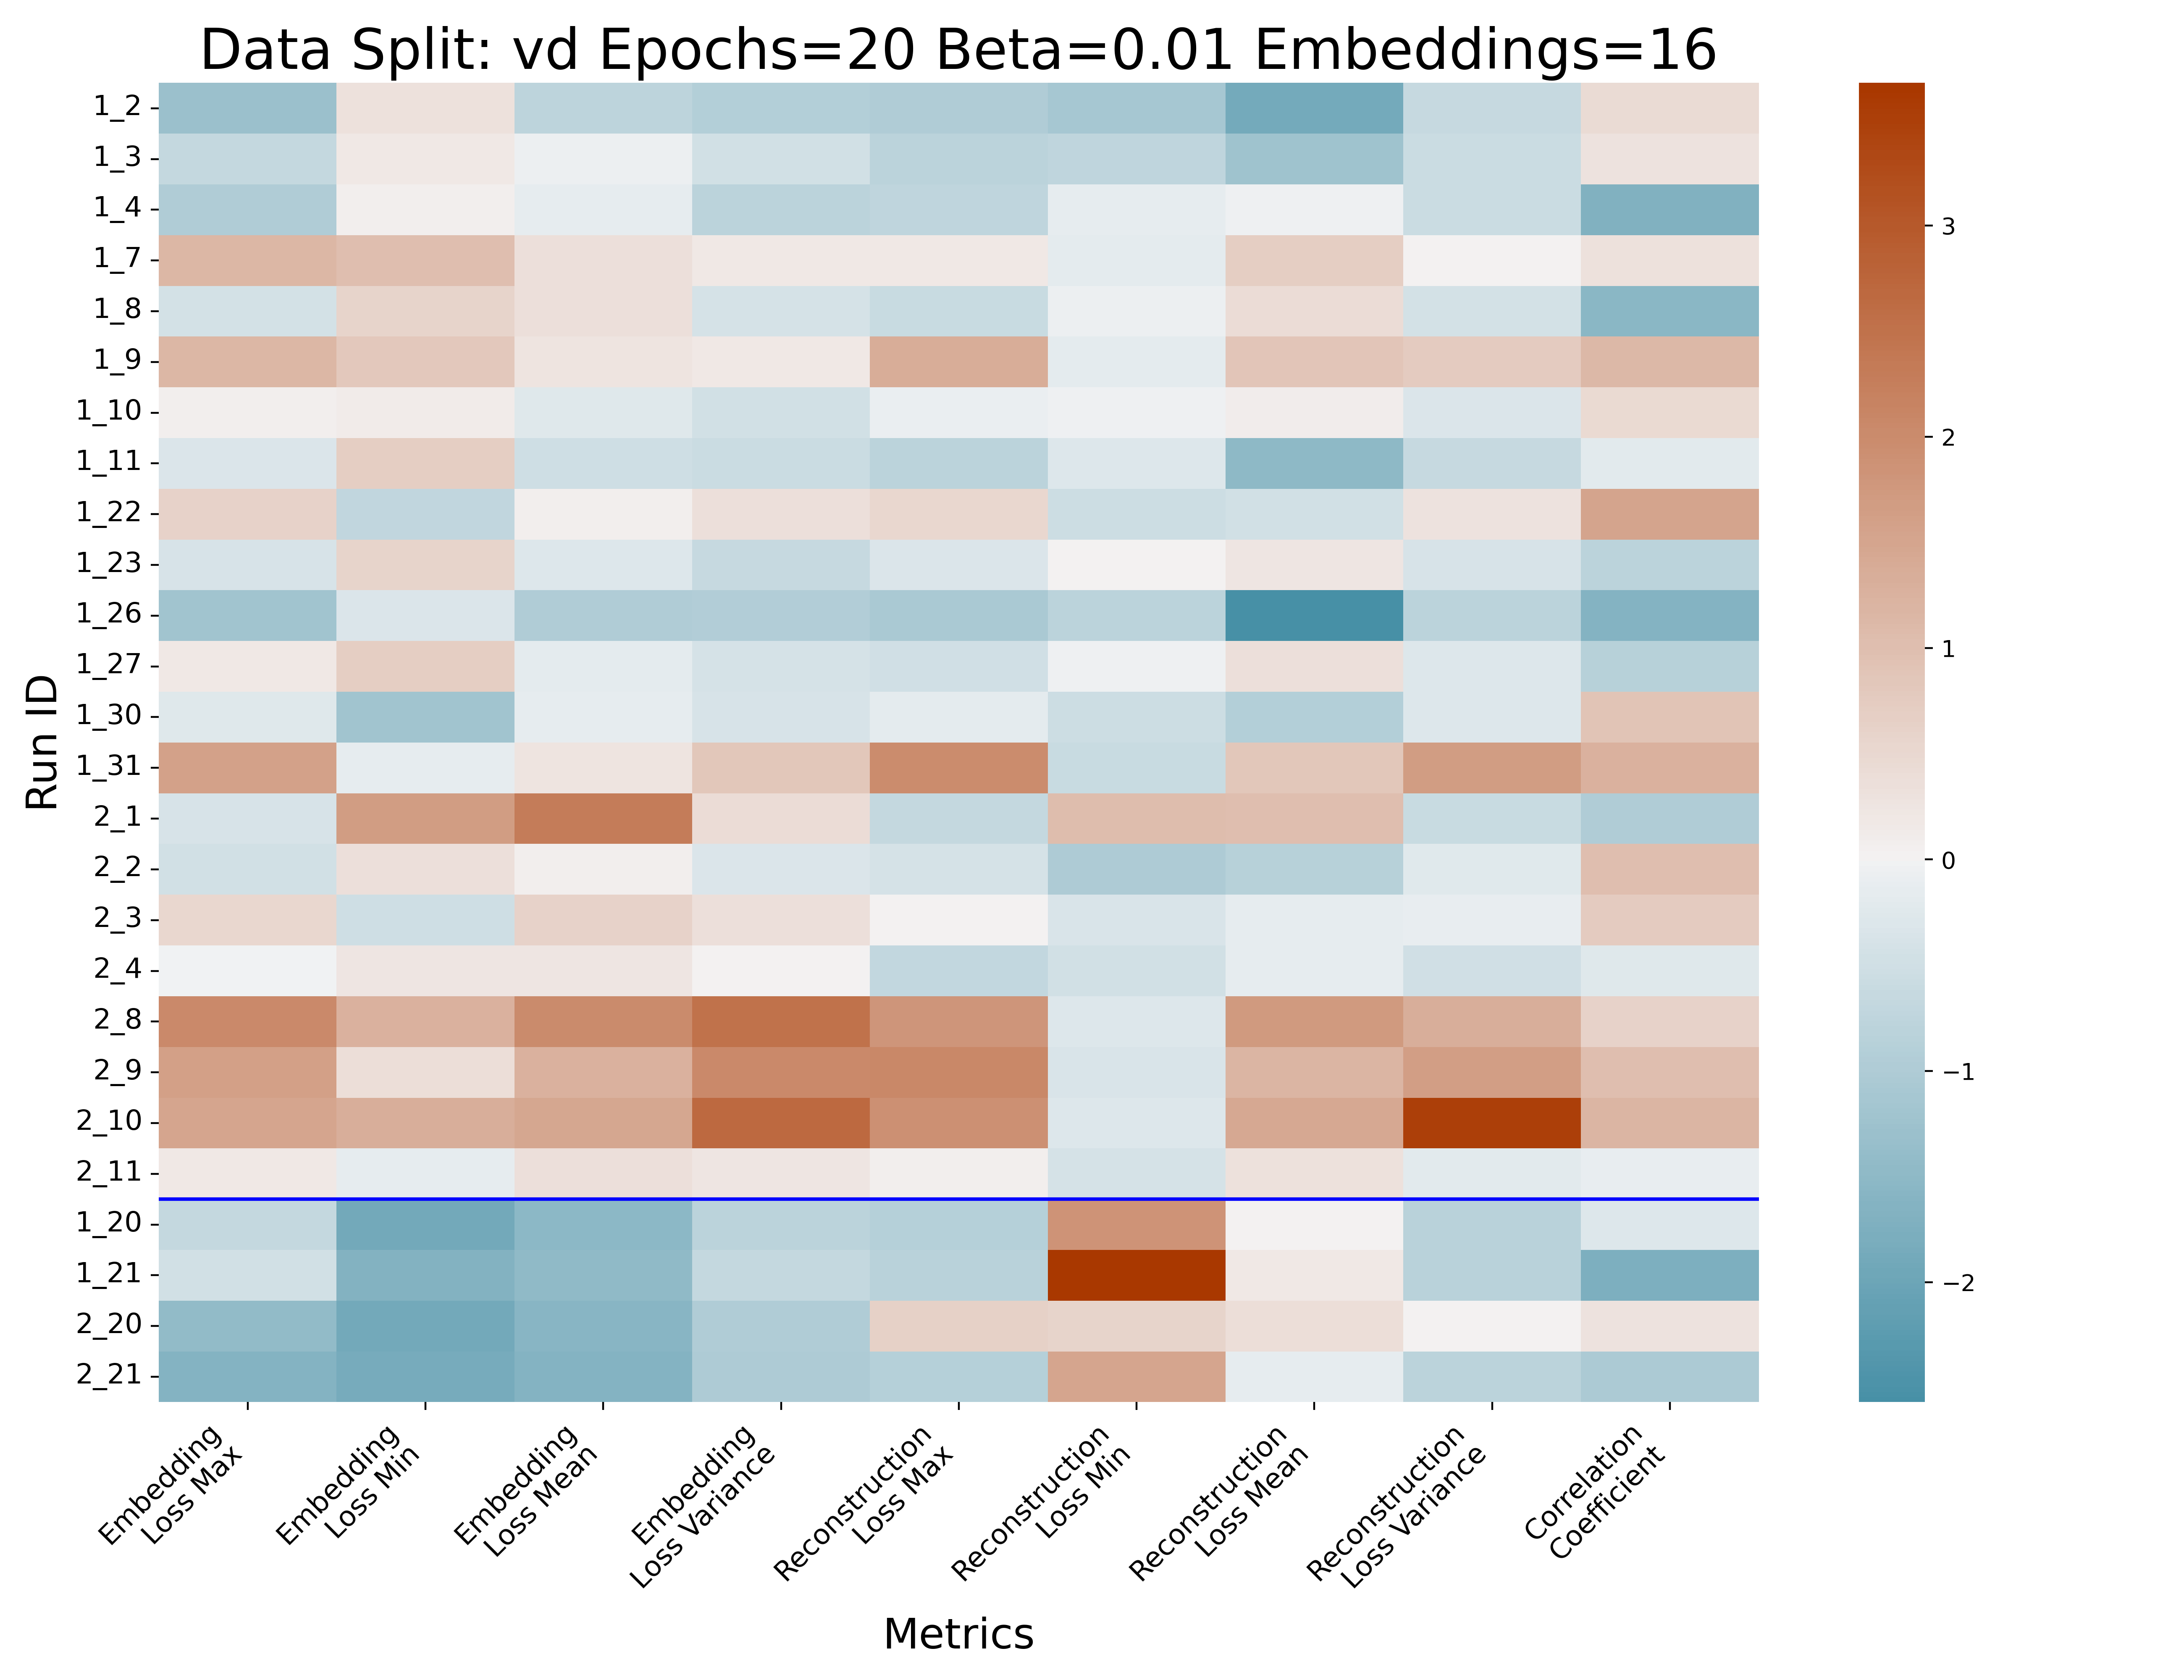 Data Split: vd Epochs=20 Beta=0.01 Embeddings=16
Run ID
1_2
1_3
1_4
1_7
1_8
1_9
1_10
1_11
1_22
1_23
1_26
1_27
1_30
1_31
2_1
2_2
2_3
2_4
2_8
2_9
2_10
2_11
1_20
1_21
2_20
2_21
3
2
1
0
−1
−2
Embedding
Loss Max
Embedding
Loss Min
Embedding
Loss Mean
Embedding
Loss Variance
Reconstruction
Loss Max
Reconstruction
Loss Min
Reconstruction
Loss Mean
Reconstruction
Loss Variance
Correlation
Coefficient
Metrics